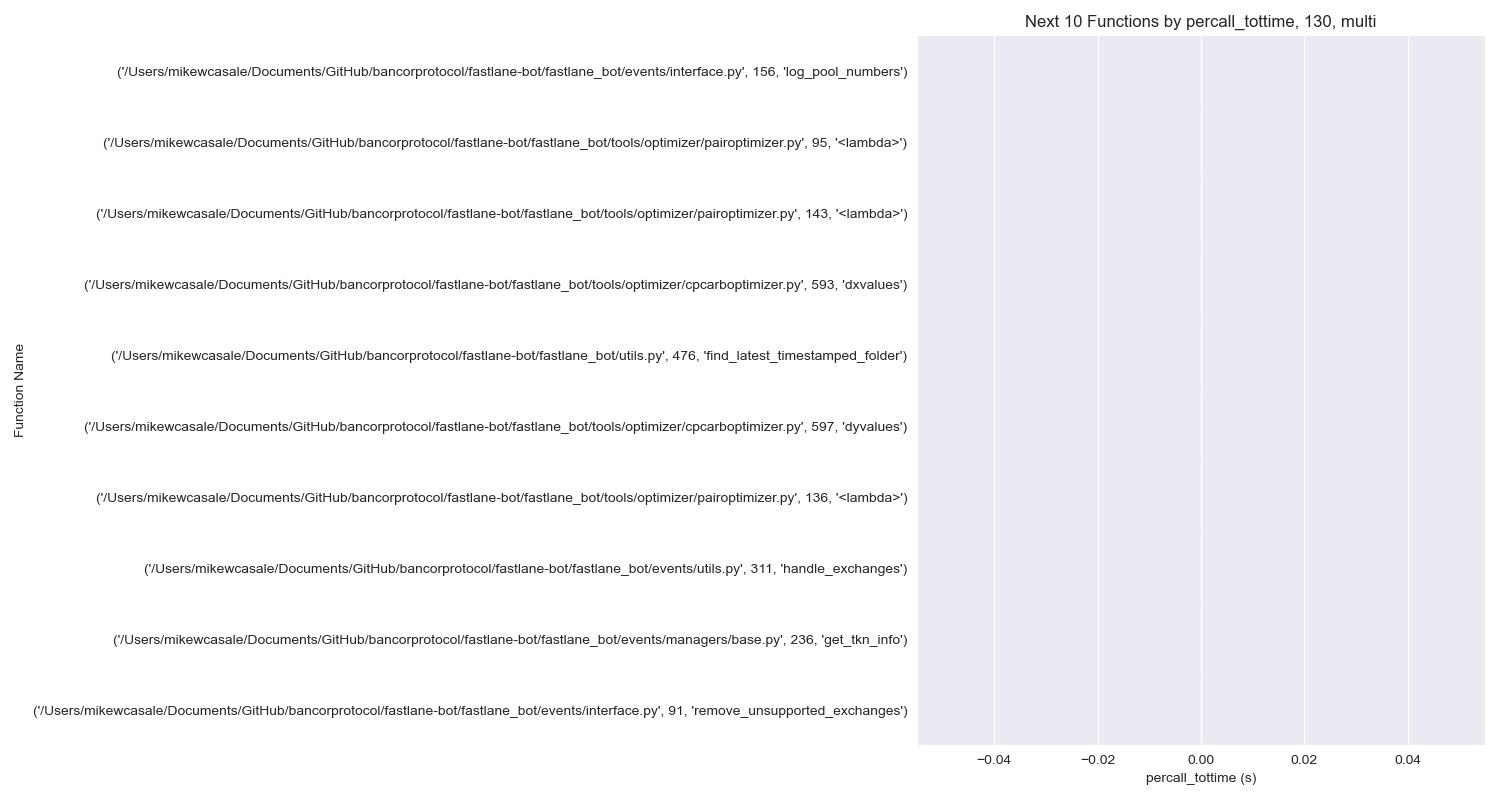 Next 10 Functions by percall_tottime, 130, multi
Function Name
('/Users/mikewcasale/Documents/GitHub/bancorprotocol/fastlane-bot/fastlane_bot/events/interface.py', 156, 'log_pool_numbers')
('/Users/mikewcasale/Documents/GitHub/bancorprotocol/fastlane-bot/fastlane_bot/tools/optimizer/pairoptimizer.py', 95, '<lambda>')
('/Users/mikewcasale/Documents/GitHub/bancorprotocol/fastlane-bot/fastlane_bot/tools/optimizer/pairoptimizer.py', 143, '<lambda>')
('/Users/mikewcasale/Documents/GitHub/bancorprotocol/fastlane-bot/fastlane_bot/tools/optimizer/cpcarboptimizer.py', 593, 'dxvalues')
('/Users/mikewcasale/Documents/GitHub/bancorprotocol/fastlane-bot/fastlane_bot/utils.py', 476, 'find_latest_timestamped_folder')
('/Users/mikewcasale/Documents/GitHub/bancorprotocol/fastlane-bot/fastlane_bot/tools/optimizer/cpcarboptimizer.py', 597, 'dyvalues')
('/Users/mikewcasale/Documents/GitHub/bancorprotocol/fastlane-bot/fastlane_bot/tools/optimizer/pairoptimizer.py', 136, '<lambda>')
('/Users/mikewcasale/Documents/GitHub/bancorprotocol/fastlane-bot/fastlane_bot/events/utils.py', 311, 'handle_exchanges')
('/Users/mikewcasale/Documents/GitHub/bancorprotocol/fastlane-bot/fastlane_bot/events/managers/base.py', 236, 'get_tkn_info')
('/Users/mikewcasale/Documents/GitHub/bancorprotocol/fastlane-bot/fastlane_bot/events/interface.py', 91, 'remove_unsupported_exchanges')
−0.04 −0.02 0.00 0.02 0.04
percall_tottime (s)